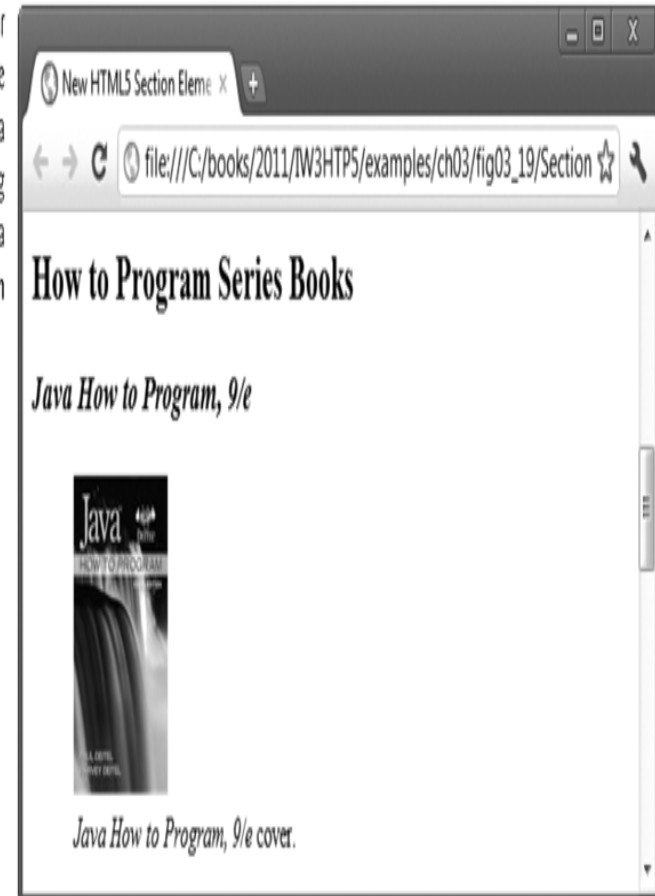 New HTML5 Section Eleme
file:///C:/books/2011/IW3HTP5/examples/ch03/fig03_19/Section
How to Program Series Books
Java How to Program, 9/e
Java
HOW TO PROGRAM
Java How to Program, 9/e cover.